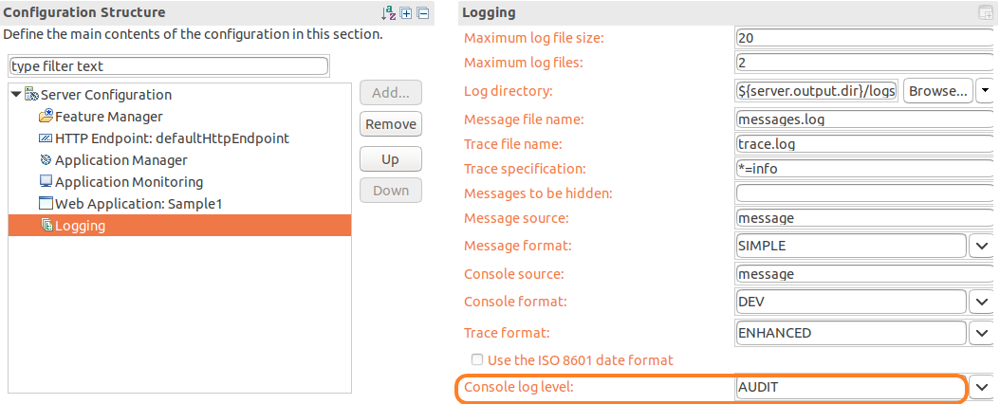 Configuration Structure
Define the main contents of the configuration in this section.
type filter text
Server Configuration
Feature Manager
HTTP Endpoint: defaultHttpEndpoint
Application Manager
Application Monitoring
Web Application: Sample1
Logging
Add...
Remove
Up
Down
Logging
Maximum log file size: 20
Maximum log files: 2
Log directory: ${server.output.dir}/logs Browse...
Message file name: messages.log
Trace file name: trace.log
Trace specification: *=info
Messages to be hidden:
Message source: message
Message format: SIMPLE
Console source: message
Console format: DEV
Trace format: ENHANCED
Use the ISO 8601 date format
Console log level: AUDIT